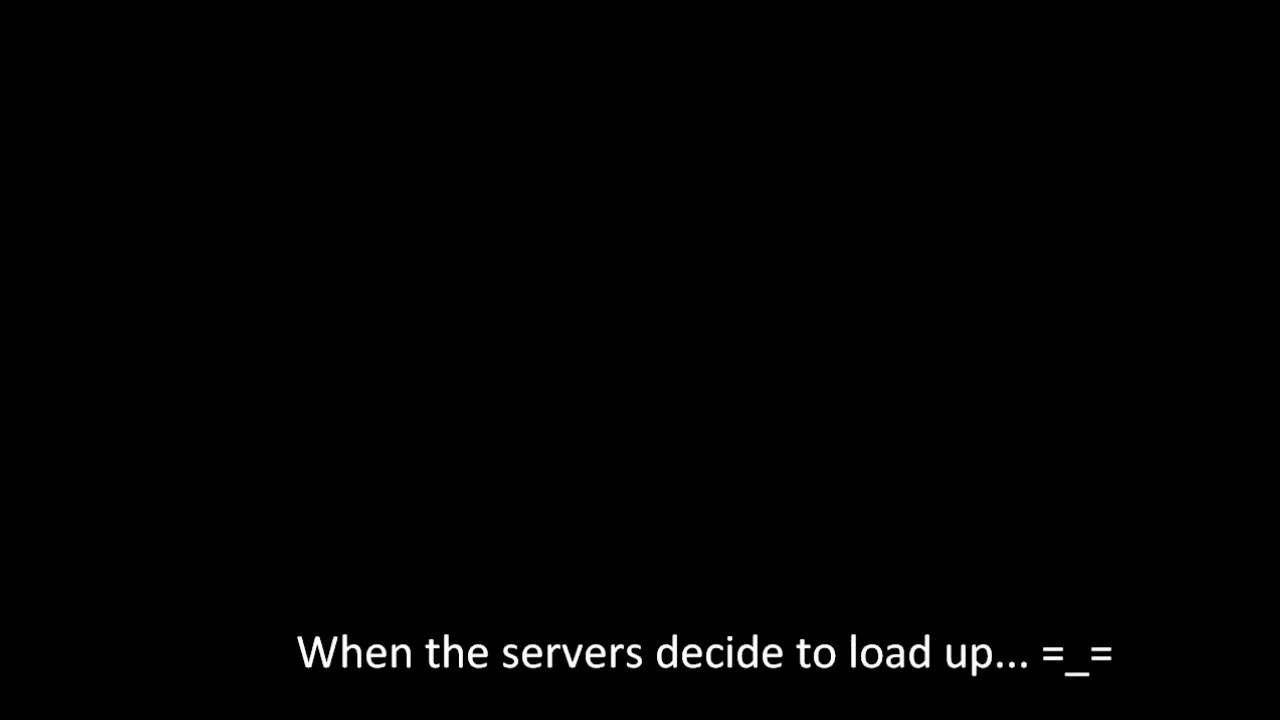 When the servers decide to load up... =_=